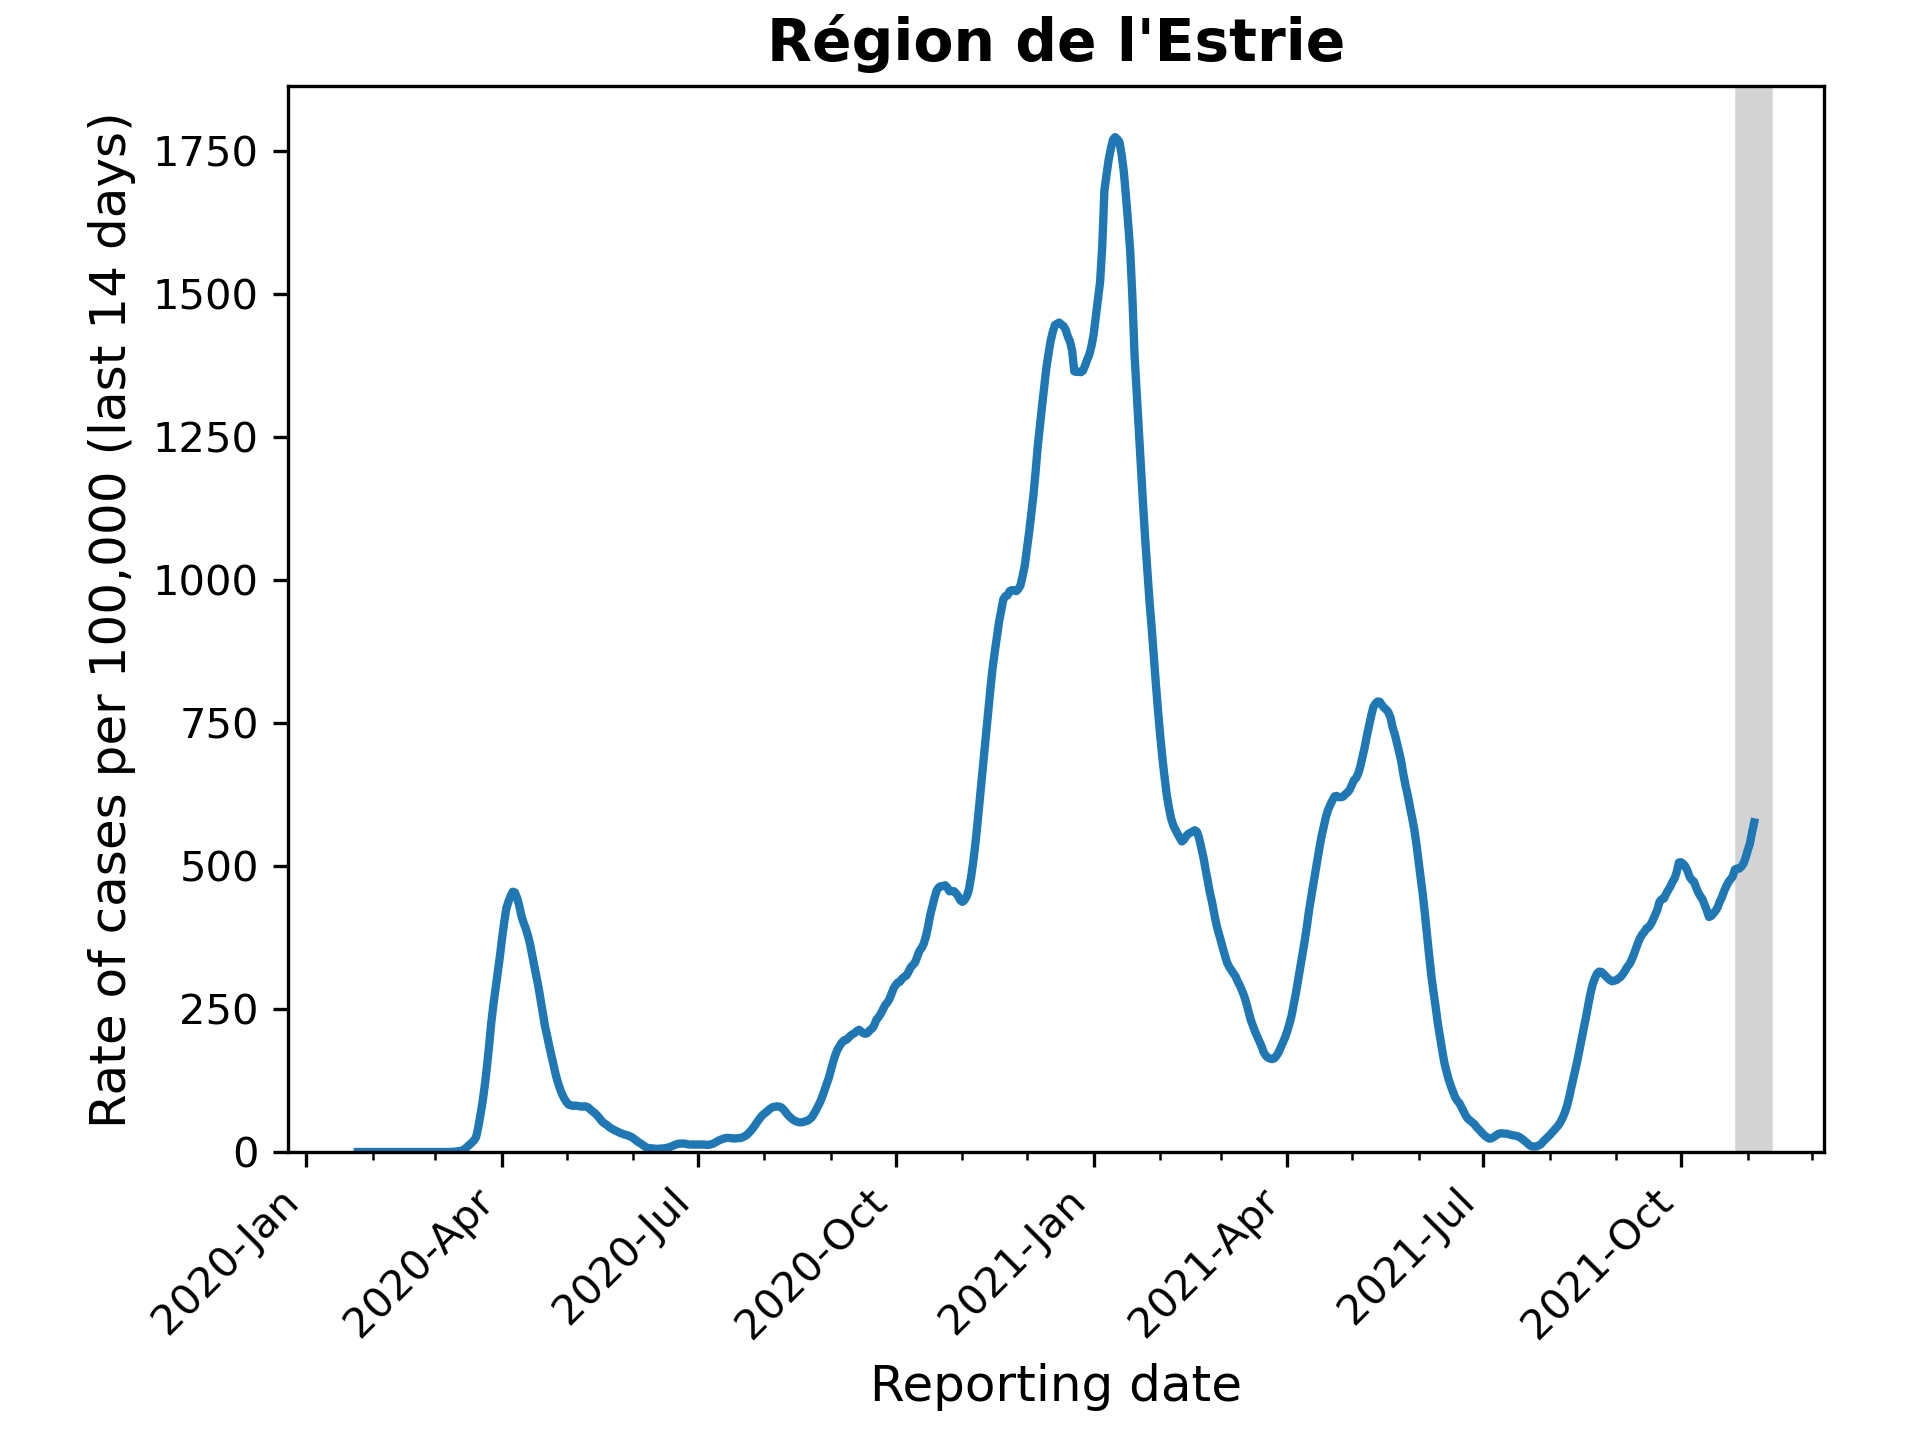 Région de l'Estrie
Rate of cases per 100,000 (last 14 days)
1750
1500
1250
1000
750
500
250
0
2020-Jan
2020-Apr
2020-Jul
2020-Oct
2021-Jan
2021-Apr
2021-Jul
2021-Oct
Reporting date